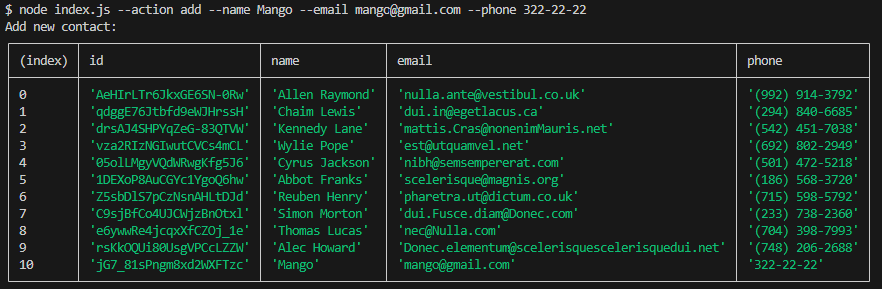 $ node index.js --action add --name Mango --email mango@gmail.com --phone 322-22-22
Add new contact:
(index) id name email phone
0 'AeHIrLTr6JkxGE6SN-0Rw' 'Allen Raymond' 'nulla.ante@vestibul.co.uk' '(992) 914-3792'
1 'qdggE76Jtbfd9eWJHrssH' 'Chaim Lewis' 'dui.in@egetlacus.ca' '(294) 840-6685'
2 'drsAJ4SHPYqZeG-83QTVW' 'Kennedy Lane' 'mattis.Cras@nonenimMauris.net' '(542) 451-7038'
3 'vza2RIzNGIwutCVCs4mCL' 'Wylie Pope' 'est@utquamvel.net' '(692) 802-2949'
4 '05olLMgyVQdWRwgKfg5J6' 'Cyrus Jackson' 'nibh@semsempererat.com' '(501) 472-5218'
5 '1DEXoP8AuCGYc1YgoQ6hw' 'Abbot Franks' 'scelerisque@magnis.org' '(186) 568-3720'
6 'Z5sbDlS7pCzNsnAHLtDJd' 'Reuben Henry' 'pharetra.ut@dictum.co.uk' '(715) 598-5792'
7 'C9sjBfCo4UJCWjzBnOtxl' 'Simon Morton' 'dui.Fusce.diam@Donec.com' '(233) 738-2360'
8 'e6ywwRe4jcqxXfCZOj_1e' 'Thomas Lucas' 'nec@Nulla.com' '(704) 398-7993'
9 'rsKkOQUi80UsgVPCcLZZW' 'Alec Howard' 'Donec.elementum@scelerisquescelerisquedui.net' '(748) 206-2688'
10 'jG7_81sPngm8xd2WXFTzc' 'Mango' 'mango@gmail.com' '322-22-22'